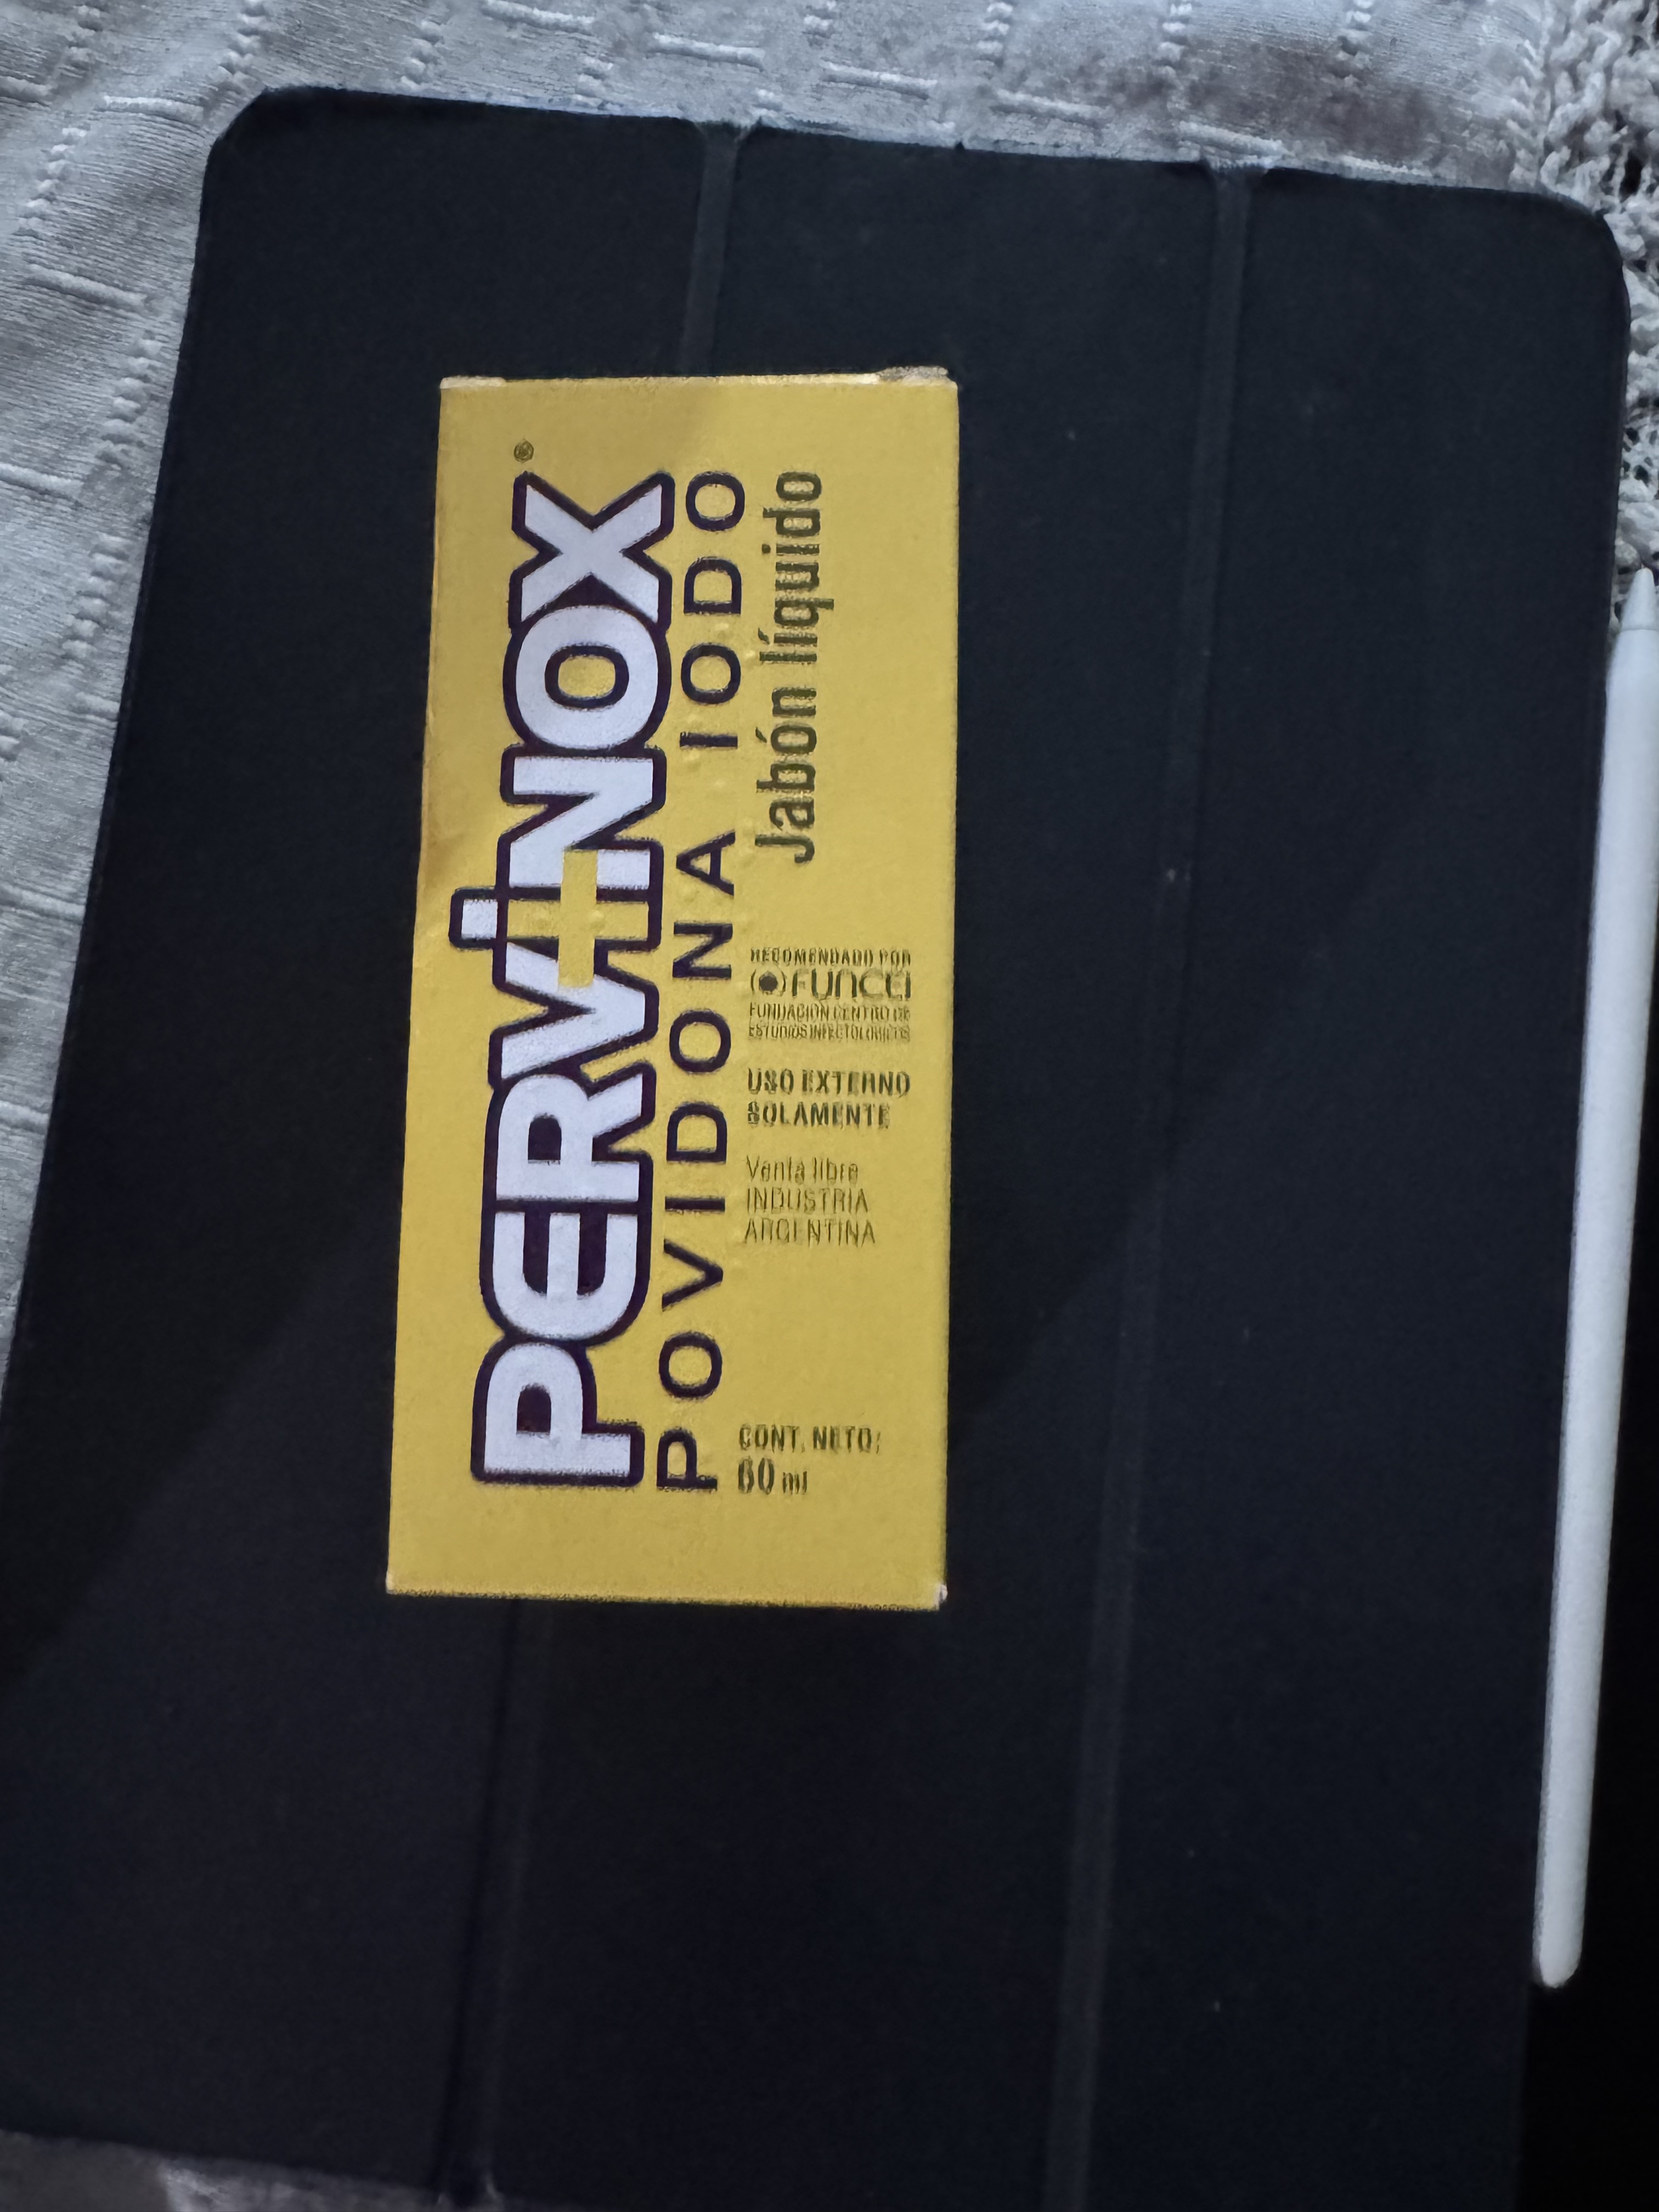 PERVINOX®
POVIDONA IODO
Jabón líquido
RECOMENDADO POR
FUNCEI
FUNDACIÓN CENTRO DE
ESTUDIOS INFECTOLÓGICOS
USO EXTERNO
SOLAMENTE
Venta libre
INDUSTRIA
ARGENTINA
CONT. NETO:
60 ml